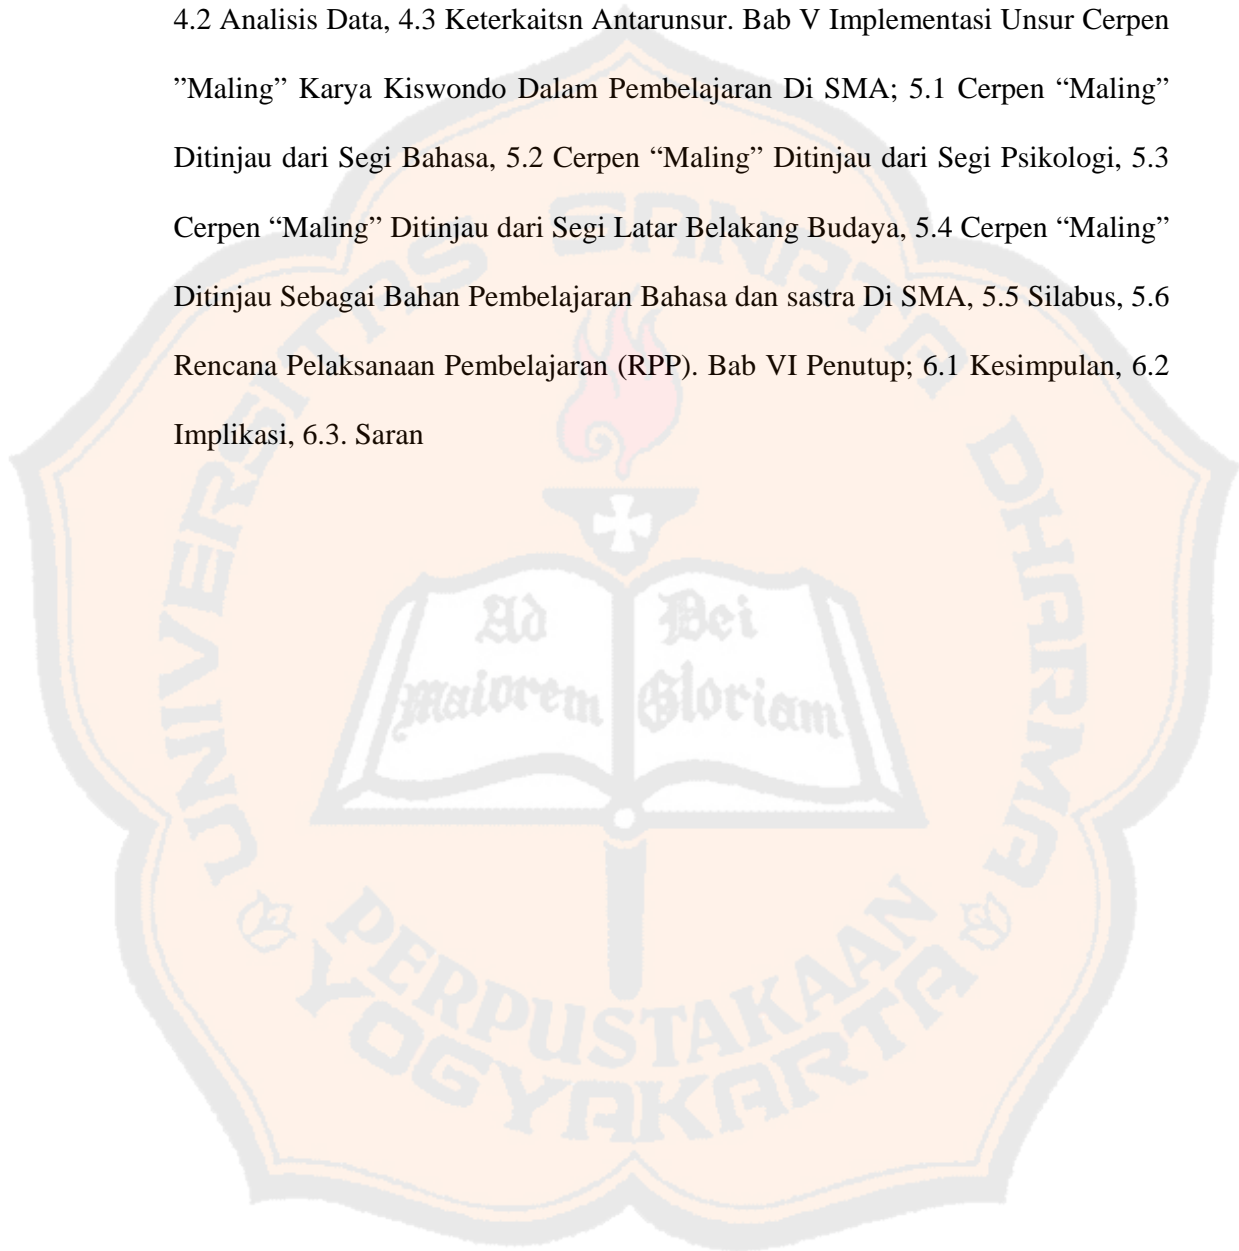 4.2 Analisis Data, 4.3 Keterkaitsn Antarunsur. Bab V Implementasi Unsur Cerpen
”Maling” Karya Kiswondo Dalam Pembelajaran Di SMA; 5.1 Cerpen “Maling”
Ditinjau dari Segi Bahasa, 5.2 Cerpen “Maling” Ditinjau dari Segi Psikologi, 5.3
Cerpen “Maling” Ditinjau dari Segi Latar Belakang Budaya, 5.4 Cerpen “Maling”
Ditinjau Sebagai Bahan Pembelajaran Bahasa dan sastra Di SMA, 5.5 Silabus, 5.6
Rencana Pelaksanaan Pembelajaran (RPP). Bab VI Penutup; 6.1 Kesimpulan, 6.2
Implikasi, 6.3. Saran
UNIVERSITAS SANATA DHARMA
Ad Dei
maiorem Gloriam
PERPUSTAKAAN
YOGYAKARTA